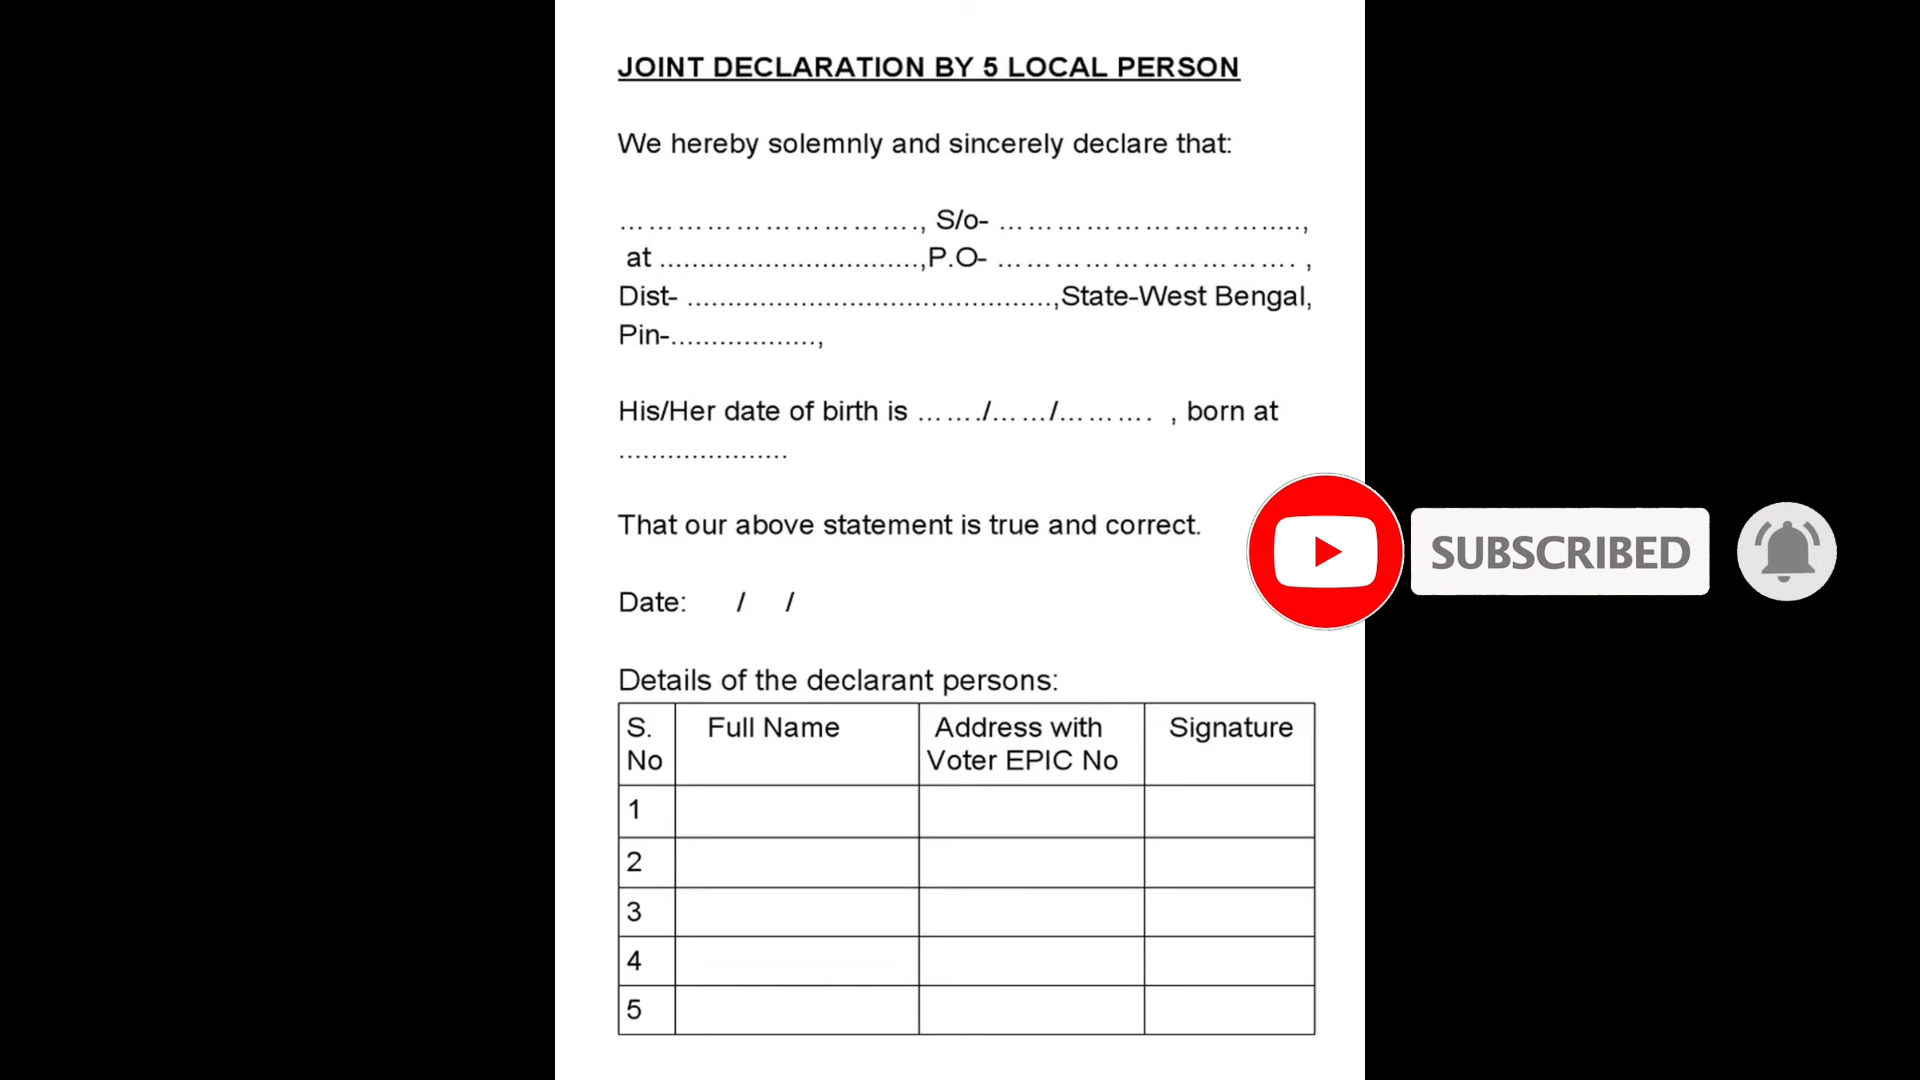 JOINT DECLARATION BY 5 LOCAL PERSON
We hereby solemnly and sincerely declare that:
…………………………., S/o- ………………………......,
at ................................,P.O- …………………………. ,
Dist- .............................................,State-West Bengal,
Pin-..................,
His/Her date of birth is ……./……/………. , born at
.....................
That our above statement is true and correct.
Date: / /
Details of the declarant persons:
S. No Full Name Address with Voter EPIC No Signature
1
2
3
4
5
SUBSCRIBED